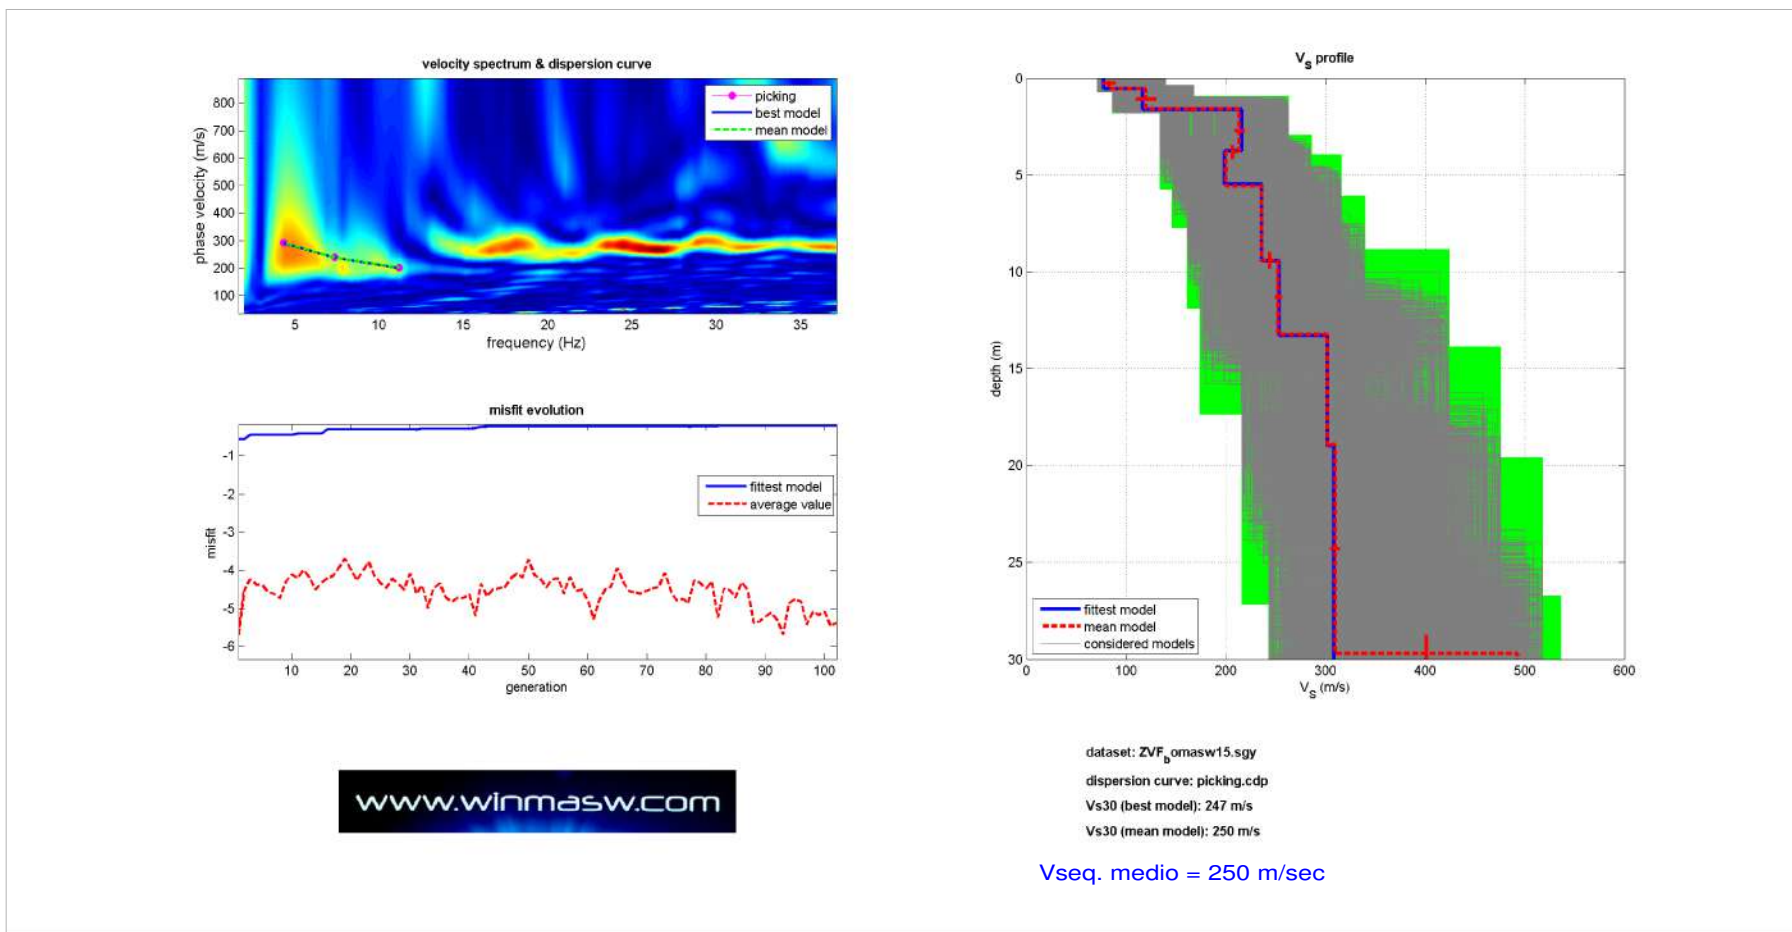 velocity spectrum & dispersion curve
phase velocity (m/s)
800
700
600
500
400
300
200
100
picking
best model
mean model
5
10
15
20
25
30
35
frequency (Hz)
misfit evolution
misfit
-1
-2
-3
-4
-5
-6
fittest model
average value
10
20
30
40
50
60
70
80
90
100
generation
www.winmasw.com
VS profile
depth (m)
0
5
10
15
20
25
30
fittest model
mean model
considered models
0
100
200
300
400
500
600
VS (m/s)
dataset: ZVFbomasw15.sgy
dispersion curve: picking.cdp
Vs30 (best model): 247 m/s
Vs30 (mean model): 250 m/s
Vseq. medio = 250 m/sec